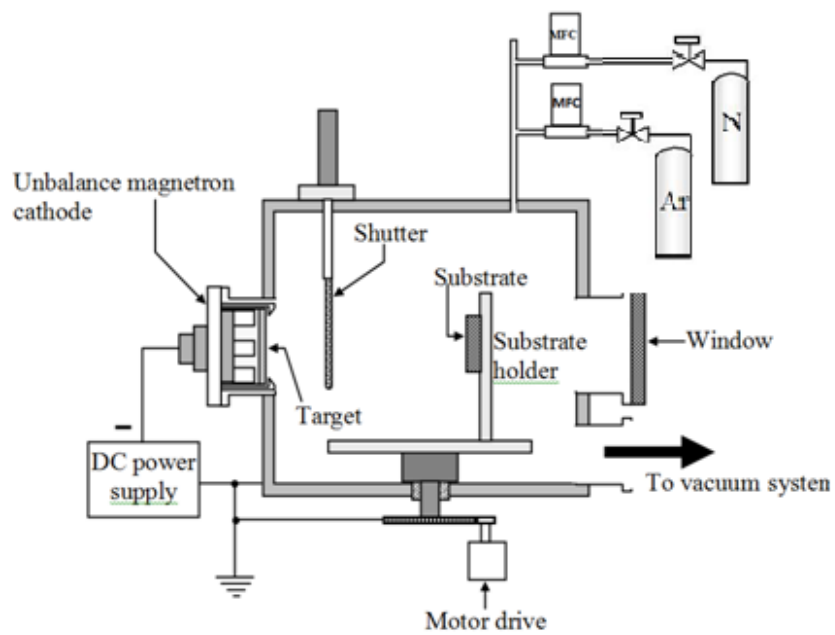 MFC
MFC
N
Ar
Unbalance magnetron
cathode
Shutter
Substrate
Substrate
holder
Window
Target
−
DC power
supply
To vacuum systen
Motor drive